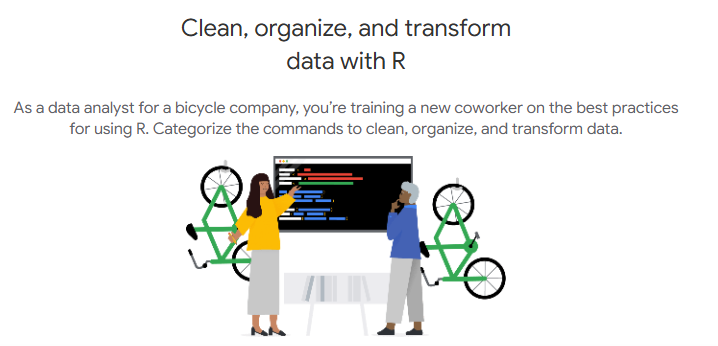 Clean, organize, and transform
data with R
As a data analyst for a bicycle company, you're training a new coworker on the best practices
for using R. Categorize the commands to clean, organize, and transform data.